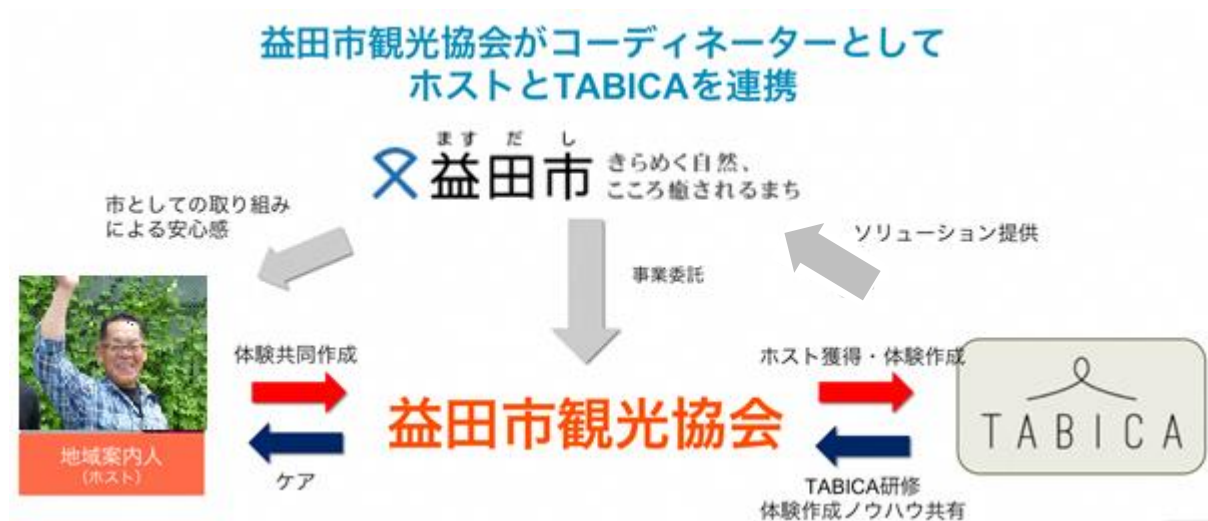 益田市観光協会がコーディネーターとして
ホストとTABICAを連携
ますだし
益田市
きらめく自然、
こころ癒されるまち
市としての取り組み
による安心感
ソリューション提供
事業委託
体験共同作成
ホスト獲得・体験作成
益田市観光協会
TABICA
地域案内人
(ホスト)
ケア
TABICA研修
体験作成ノウハウ共有